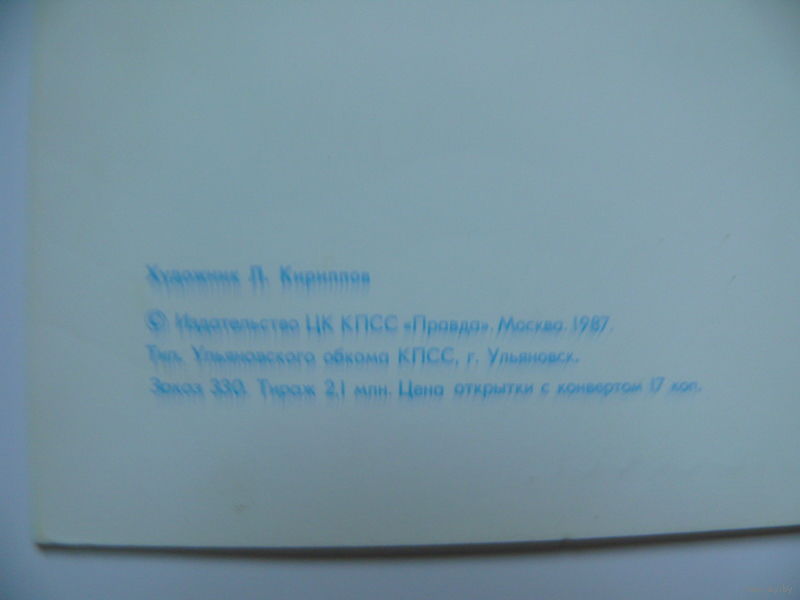 Художник Л. Кириллов
© Издательство ЦК КПСС «Правда». Москва. 1987.
Тип. Ульяновского обкома КПСС, г. Ульяновск.
Заказ 330. Тираж 2,1 млн. Цена открытки с конвертом 17 коп.